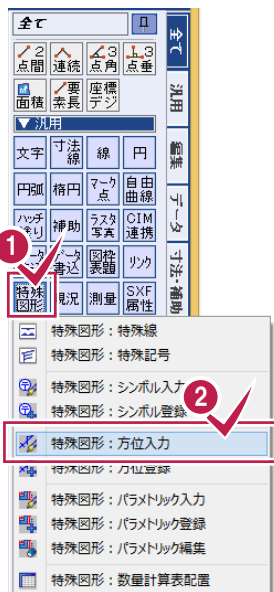 全て
2 点間 連続 3 点角 3 点垂
面積 要素長 座標デジ
▼ 汎用
文字 寸法線 線 円
円弧 楕円 マーク点 自由曲線
ハッチ塗り 補助 ラスタ写真 CIM連携
書込 図枠表題 リンク
特殊図形 現況 測量 SXF属性
全て
汎用
編集
データ
寸法・補助
1
特殊図形：特殊線
特殊図形：特殊記号
特殊図形：シンボル入力
特殊図形：シンボル登録
2
特殊図形：方位入力
特殊図形：方位登録
特殊図形：パラメトリック入力
特殊図形：パラメトリック登録
特殊図形：パラメトリック編集
特殊図形：数量計算表配置